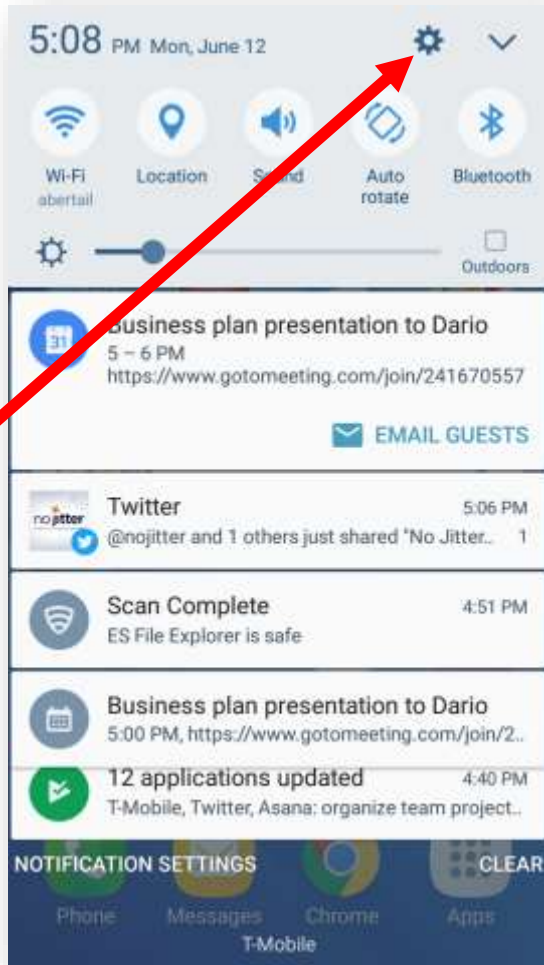 5:08 PM Mon, June 12
Wi-Fi Location Sound Auto rotate Bluetooth
abertail
Outdoors
31
Business plan presentation to Dario
5 – 6 PM
https://www.gotomeeting.com/join/241670557
EMAIL GUESTS
nojitter
Twitter 5:06 PM
@nojitter and 1 others just shared "No Jitter.. 1
Scan Complete 4:51 PM
ES File Explorer is safe
Business plan presentation to Dario
5:00 PM, https://www.gotomeeting.com/join/2..
12 applications updated 4:40 PM
T-Mobile, Twitter, Asana: organize team project..
NOTIFICATION SETTINGS CLEAR
Phone Messages Chrome Apps
T-Mobile